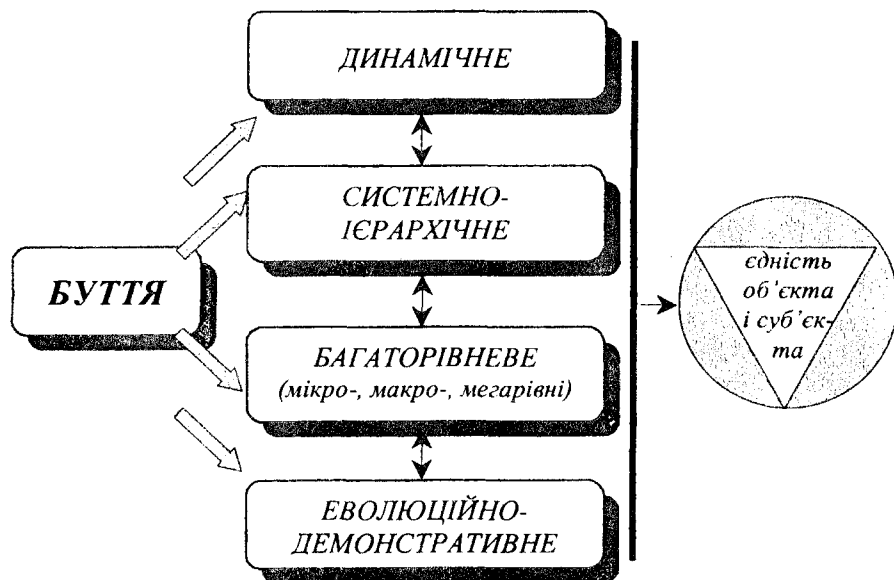 ДИНАМІЧНЕ
СИСТЕМНО-
ІЄРАРХІЧНЕ
БУТТЯ
БАГАТОРІВНЕВЕ
(мікро-, макро-, мегарівні)
ЕВОЛЮЦІЙНО-
ДЕМОНСТРАТИВНЕ
єдність
об'єкта
і суб'єк-
та